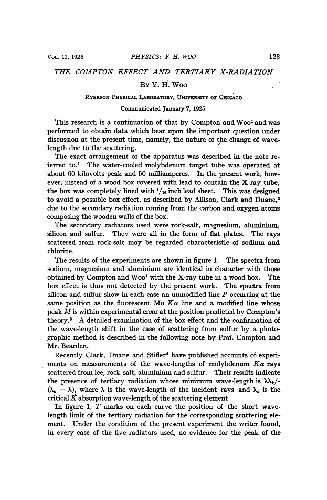 VOL. 11, 1925 PHYSICS: Y. H. WOO 123
THE COMPTON EFFECT AND TERTIARY X-RADIATION
BY Y. H. WOO
RYERSON PHYSICAL LABORATORY, UNIVERSITY OF CHICAGO
Communicated January 7, 1925
This research is a continuation of that by Compton and Woo¹ and was
performed to obtain data which bear upon the important question under
discussion at the present time, namely, the nature of the change of wave-
length due to the scattering.
The exact arrangement of the apparatus was described in the note re-
ferred to.¹ The water-cooled molybdenum target tube was operated at
about 60 kilovolts peak and 50 milliamperes. In the present work, how-
ever, instead of a wooden box covered with lead to contain the X-ray tube,
the box was completely lined with inch lead sheet. This was designed
to avoid a possible box effect, as described by Allison, Clark and Duane,²
due to the secondary radiation coming from the carbon and oxygen atoms
composing the wooden walls of the box.
The secondary radiators used were rock-salt, magnesium, aluminium,
silicon and sulfur. They were all in the form of flat plates. The rays
scattered from rock-salt may be regarded characteristic of sodium and
chlorine.
The results of the experiments are shown in figure 1. The spectra from
sodium, magnesium and aluminium are identical in character with those
obtained by Compton and Woo¹ with the X-ray tube in a wood box. The
box effect is thus not detected by the present work. The spectra from
silicon and sulfur show in each case an unmodified line P occurring at the
same position as the fluorescent Mo Kα line and a modified line whose
peak M is within experimental error at the position predicted by Compton's
theory.³ A detailed examination of the box effect and the confirmation of
the wave-length shift in the case of scattering from sulfur by a photo-
graphic method is described in the following note by Prof. Compton and
Mr. Bearden.
Recently Clark, Duane and Stifler⁴ have published accounts of experi-
ments on measurements of the wave-lengths of molybdenum Kα rays
scattered from ice, rock-salt, aluminium and sulfur. Their results indicate
the presence of tertiary radiation whose minimum wave-length is λλₖ/-
(λₖ − λ), where λ is the wave-length of the incident rays and λₖ is the
critical K absorption wave-length of the scattering element.
In figure 1, T marks on each curve the position of the short wave-
length limit of the tertiary radiation for the corresponding scattering ele-
ment. Under the condition of the present experiment the writer found,
in every case of the five radiators used, no evidence for the peak of the